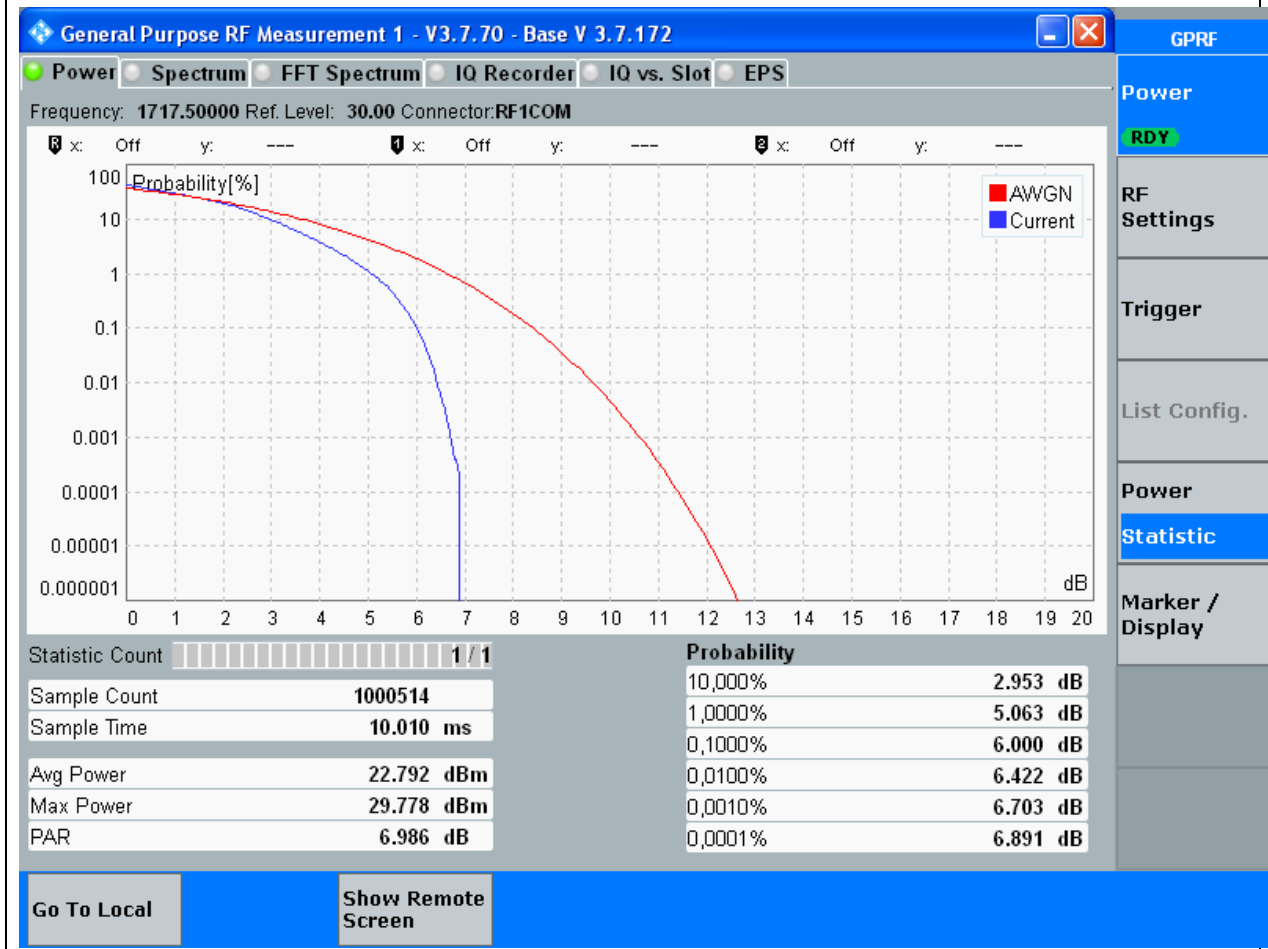 General Purpose RF Measurement 1 - V3.7.70 - Base V 3.7.172
GPRF
Power Spectrum FFT Spectrum IQ Recorder IQ vs. Slot EPS
Frequency: 1717.50000 Ref. Level: 30.00 Connector:RF1COM
R x: Off y: --- 1 x: Off y: --- 2 x: Off y: ---
Probability[%]
AWGN
Current
100
10
1
0.1
0.01
0.001
0.0001
0.00001
0.000001
dB
0 1 2 3 4 5 6 7 8 9 10 11 12 13 14 15 16 17 18 19 20
Statistic Count 1 / 1
Sample Count 1000514
Sample Time 10.010 ms
Avg Power 22.792 dBm
Max Power 29.778 dBm
PAR 6.986 dB
Probability
10,000% 2.953 dB
1,0000% 5.063 dB
0,1000% 6.000 dB
0,0100% 6.422 dB
0,0010% 6.703 dB
0,0001% 6.891 dB
Power
RDY
RF
Settings
Trigger
List Config.
Power
Statistic
Marker /
Display
Go To Local
Show Remote
Screen